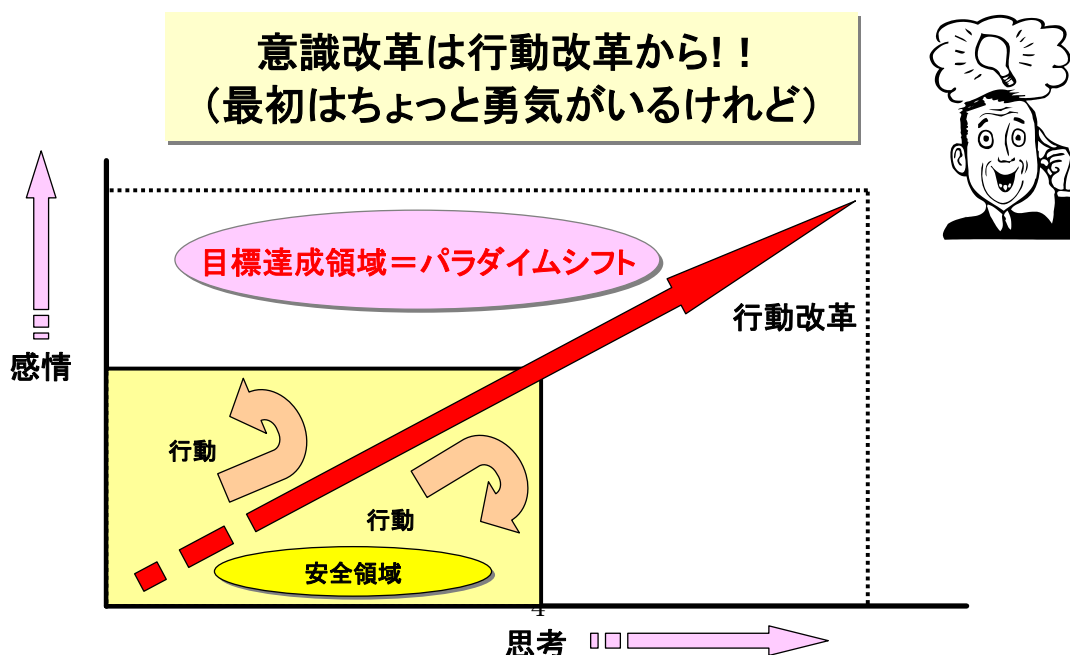 意識改革は行動改革から!！
（最初はちょっと勇気がいるけれど）
目標達成領域＝パラダイムシフト
行動改革
感情
行動
行動
安全領域
4
思考